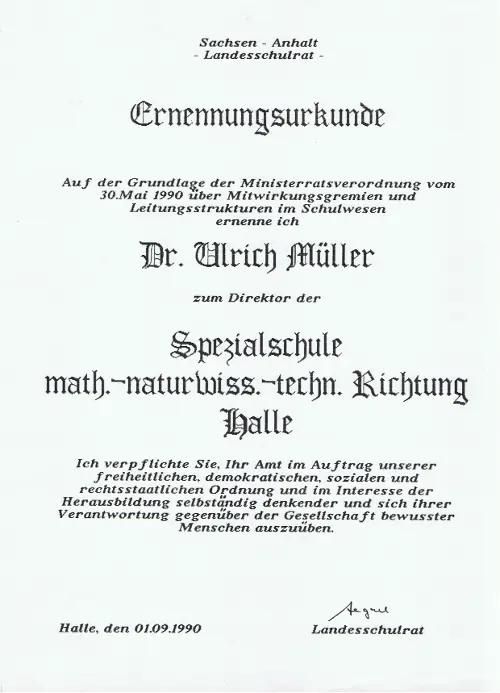 Sachsen - Anhalt
- Landesschulrat -
Ernennungsurkunde
Auf der Grundlage der Ministerratsverordnung vom
30.Mai 1990 über Mitwirkungsgremien und
Leitungsstrukturen im Schulwesen
ernenne ich
Dr. Ulrich Müller
zum Direktor der
Spezialschule
math.-naturwiss.-techn. Richtung
Halle
Ich verpflichte Sie, Ihr Amt im Auftrag unserer
freiheitlichen, demokratischen, sozialen und
rechtsstaatlichen Ordnung und im Interesse der
Herausbildung selbständig denkender und sich ihrer
Verantwortung gegenüber der Gesellschaft bewusster
Menschen auszuüben.
Halle, den 01.09.1990
Landesschulrat